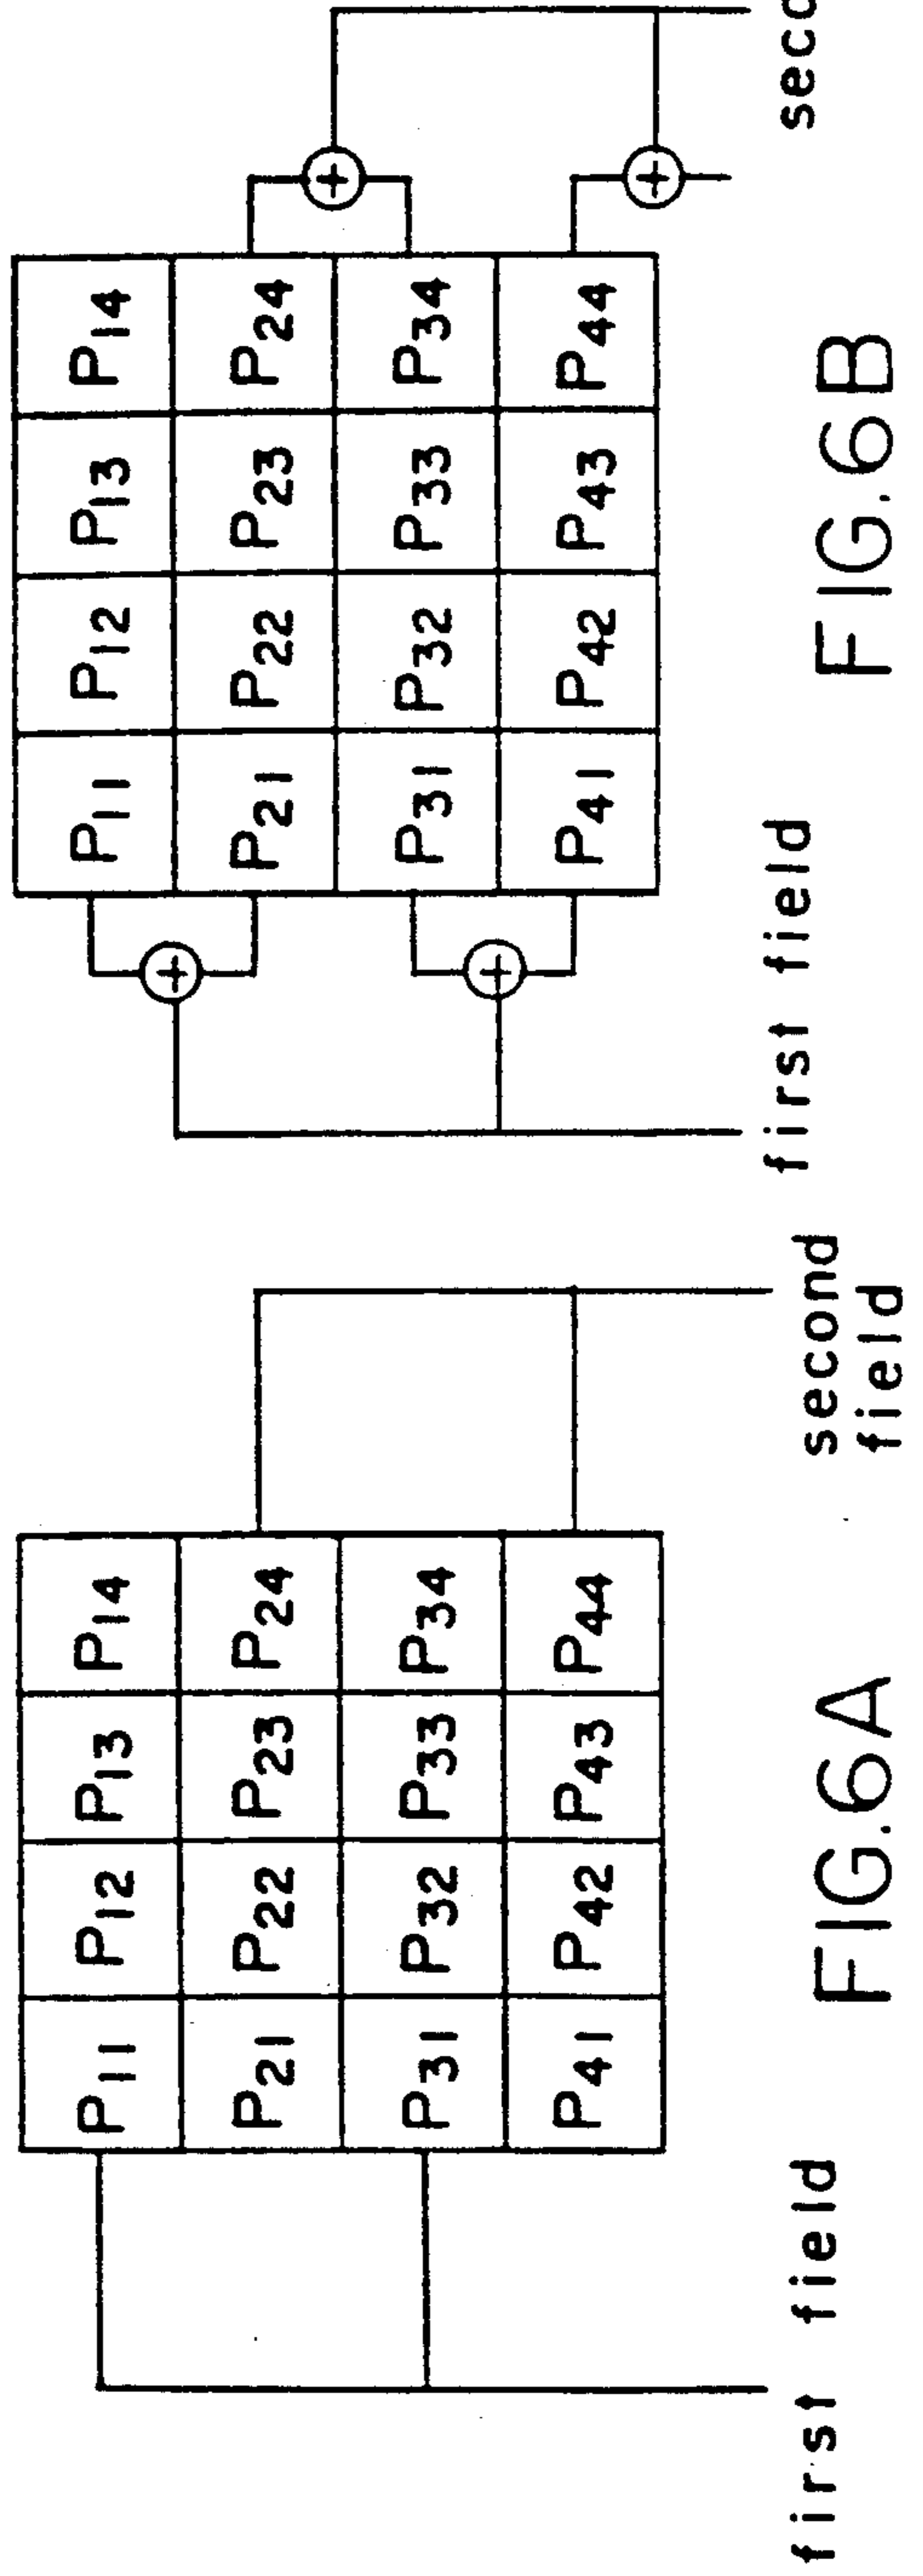 P11 P12 P13 P14
P21 P22 P23 P24
P31 P32 P33 P34
P41 P42 P43 P44
first field
second
field
FIG.6A
P11 P12 P13 P14
P21 P22 P23 P24
P31 P32 P33 P34
P41 P42 P43 P44
+
+
+
+
first field
FIG.6B